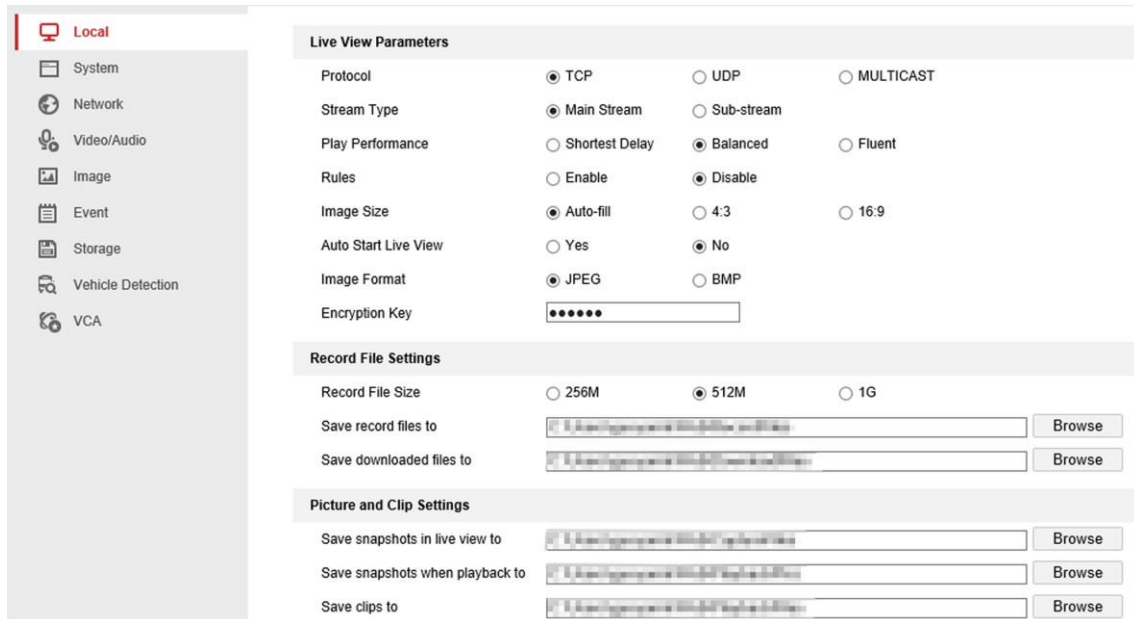 Local
System
Network
Video/Audio
Image
Event
Storage
Vehicle Detection
VCA
Live View Parameters
Protocol TCP UDP MULTICAST
Stream Type Main Stream Sub-stream
Play Performance Shortest Delay Balanced Fluent
Rules Enable Disable
Image Size Auto-fill 4:3 16:9
Auto Start Live View Yes No
Image Format JPEG BMP
Encryption Key ●●●●●●
Record File Settings
Record File Size 256M 512M 1G
Save record files to Browse
Save downloaded files to Browse
Picture and Clip Settings
Save snapshots in live view to Browse
Save snapshots when playback to Browse
Save clips to Browse